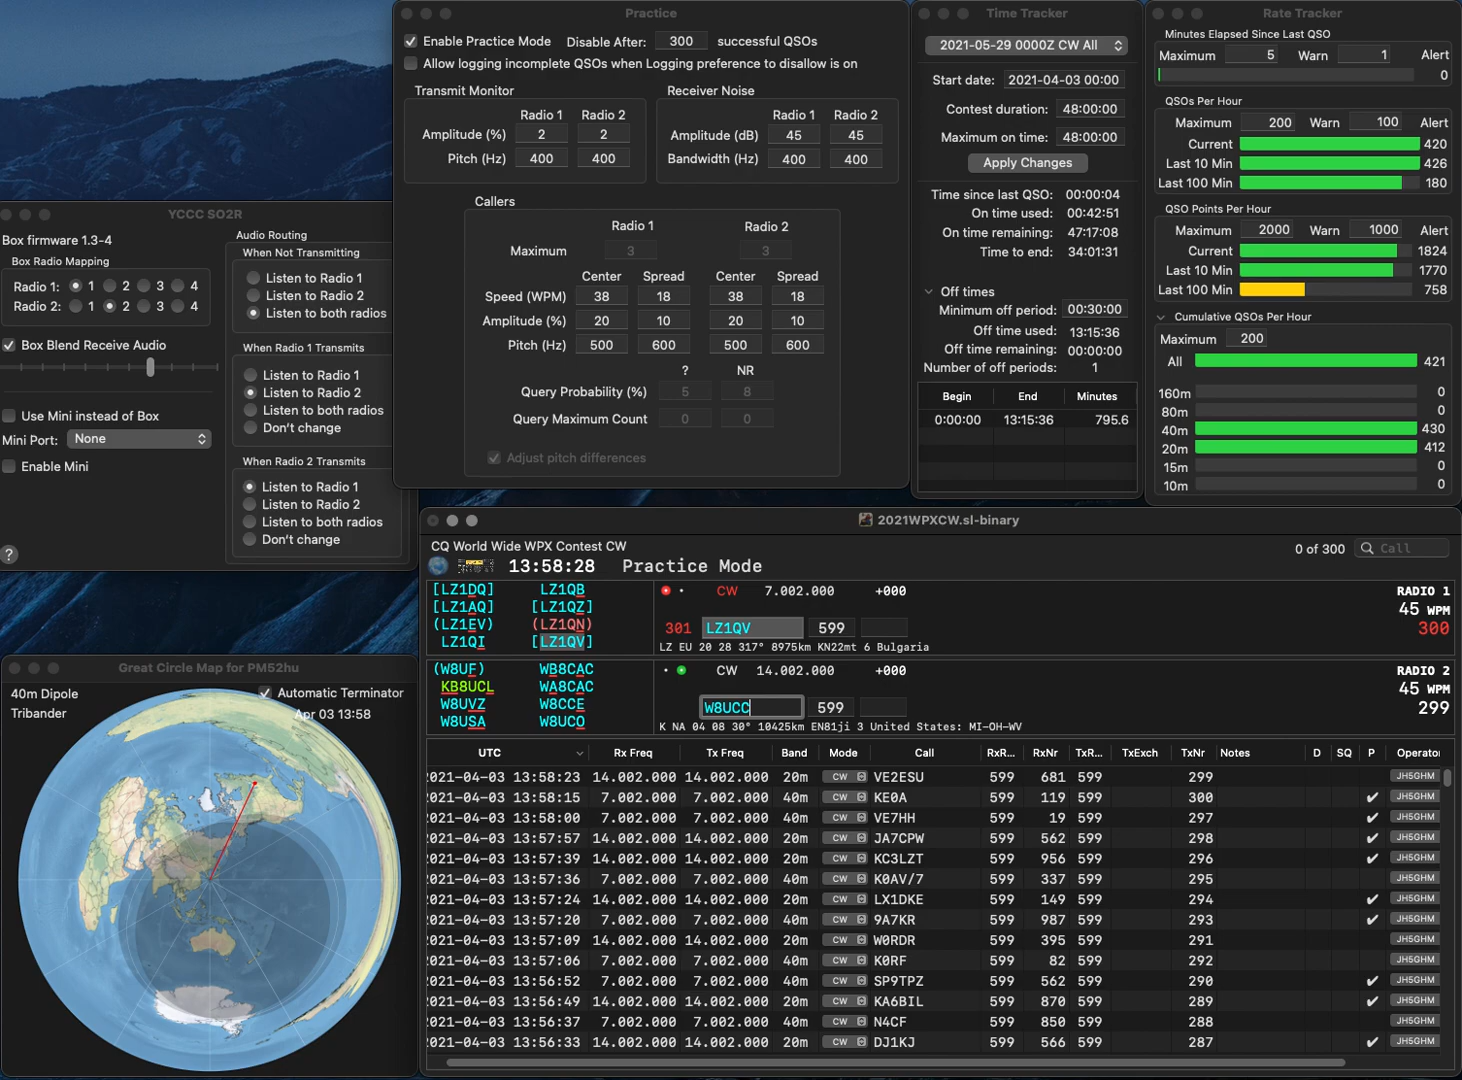 Practice
Enable Practice Mode Disable After: 300 successful QSOs
Allow logging incomplete QSOs when Logging preference to disallow is on
Transmit Monitor
Radio 1 Radio 2
Amplitude (%) 2 2
Pitch (Hz) 400 400
Receiver Noise
Radio 1 Radio 2
Amplitude (dB) 45 45
Bandwidth (Hz) 400 400
Callers
Radio 1 Radio 2
Maximum 3 3
Center Spread Center Spread
Speed (WPM) 38 18 38 18
Amplitude (%) 20 10 20 10
Pitch (Hz) 500 600 500 600
? NR
Query Probability (%) 5 8
Query Maximum Count 0 0
Adjust pitch differences
Time Tracker
2021-05-29 0000Z CW All
Start date: 2021-04-03 00:00
Contest duration: 48:00:00
Maximum on time: 48:00:00
Apply Changes
Time since last QSO: 00:00:04
On time used: 00:42:51
On time remaining: 47:17:08
Time to end: 34:01:31
Off times
Minimum off period: 00:30:00
Off time used: 13:15:36
Off time remaining: 00:00:00
Number of off periods: 1
Begin End Minutes
0:00:00 13:15:36 795.6
Rate Tracker
Minutes Elapsed Since Last QSO
Maximum 5 Warn 1 Alert
0
QSOs Per Hour
Maximum 200 Warn 100 Alert
Current 420
Last 10 Min 426
Last 100 Min 180
QSO Points Per Hour
Maximum 2000 Warn 1000 Alert
Current 1824
Last 10 Min 1770
Last 100 Min 758
Cumulative QSOs Per Hour
Maximum 200
All 421
160m 0
80m 0
40m 430
20m 412
15m 0
10m 0
YCCC SO2R
Box firmware 1.3-4
Box Radio Mapping
Radio 1: 1 2 3 4
Radio 2: 1 2 3 4
Box Blend Receive Audio
Use Mini instead of Box
Mini Port: None
Enable Mini
?
Audio Routing
When Not Transmitting
Listen to Radio 1
Listen to Radio 2
Listen to both radios
When Radio 1 Transmits
Listen to Radio 1
Listen to Radio 2
Listen to both radios
Don't change
When Radio 2 Transmits
Listen to Radio 1
Listen to Radio 2
Listen to both radios
Don't change
Great Circle Map for PM52hu
40m Dipole Automatic Terminator
Tribander Apr 03 13:58
2021WPXCW.sl-binary
CQ World Wide WPX Contest CW 0 of 300 Call
13:58:28 Practice Mode
[LZ1DQ] LZ1QB
[LZ1AQ] [LZ1QZ]
(LZ1EV) (LZ1QN)
LZ1QI [LZ1QV]
CW 7.002.000 +000 RADIO 1
45 WPM
301 LZ1QV 599 300
LZ EU 20 28 317° 8975km KN22mt 6 Bulgaria
(W8UF) WB8CAC
KB8UCL WA8CAC
W8UVZ W8CCE
W8USA W8UCO
CW 14.002.000 +000 RADIO 2
45 WPM
W8UCC 599 299
K NA 04 08 30° 10425km EN81ji 3 United States: MI-OH-WV
UTC Rx Freq Tx Freq Band Mode Call RxR... RxNr TxR... TxExch TxNr Notes D SQ P Operator
2021-04-03 13:58:23 14.002.000 14.002.000 20m CW VE2ESU 599 681 599 299 JH5GHM
2021-04-03 13:58:15 7.002.000 7.002.000 40m CW KE0A 599 119 599 300 ✔ JH5GHM
2021-04-03 13:58:00 7.002.000 7.002.000 40m CW VE7HH 599 19 599 297 ✔ JH5GHM
2021-04-03 13:57:57 14.002.000 14.002.000 20m CW JA7CPW 599 562 599 298 ✔ JH5GHM
2021-04-03 13:57:39 14.002.000 14.002.000 20m CW KC3LZT 599 956 599 296 ✔ JH5GHM
2021-04-03 13:57:36 7.002.000 7.002.000 40m CW K0AV/7 599 337 599 295 JH5GHM
2021-04-03 13:57:24 14.002.000 14.002.000 20m CW LX1DKE 599 149 599 294 ✔ JH5GHM
2021-04-03 13:57:20 7.002.000 7.002.000 40m CW 9A7KR 599 987 599 293 ✔ JH5GHM
2021-04-03 13:57:09 14.002.000 14.002.000 20m CW W0RDR 599 395 599 291 JH5GHM
2021-04-03 13:57:06 7.002.000 7.002.000 40m CW K0RF 599 82 599 292 JH5GHM
2021-04-03 13:56:52 7.002.000 7.002.000 40m CW SP9TPZ 599 562 599 290 ✔ JH5GHM
2021-04-03 13:56:49 14.002.000 14.002.000 20m CW KA6BIL 599 870 599 289 ✔ JH5GHM
2021-04-03 13:56:37 7.002.000 7.002.000 40m CW N4CF 599 850 599 288 JH5GHM
2021-04-03 13:56:33 14.002.000 14.002.000 20m CW DJ1KJ 599 566 599 287 ✔ JH5GHM